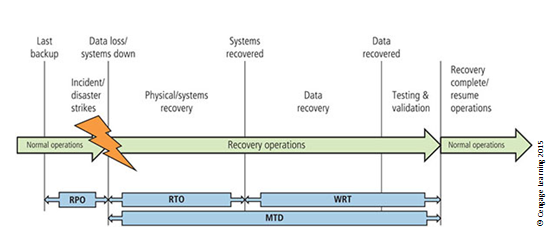 Last
backup
Data loss/
systems down
Systems
recovered
Data
recovered
Recovery
complete/
resume
operations
Incident/
disaster
strikes
Physical/systems
recovery
Data
recovery
Testing &
validation
Normal operations
Recovery operations
Normal operations
RPO
RTO
WRT
MTD
© Cengage Learning 2015